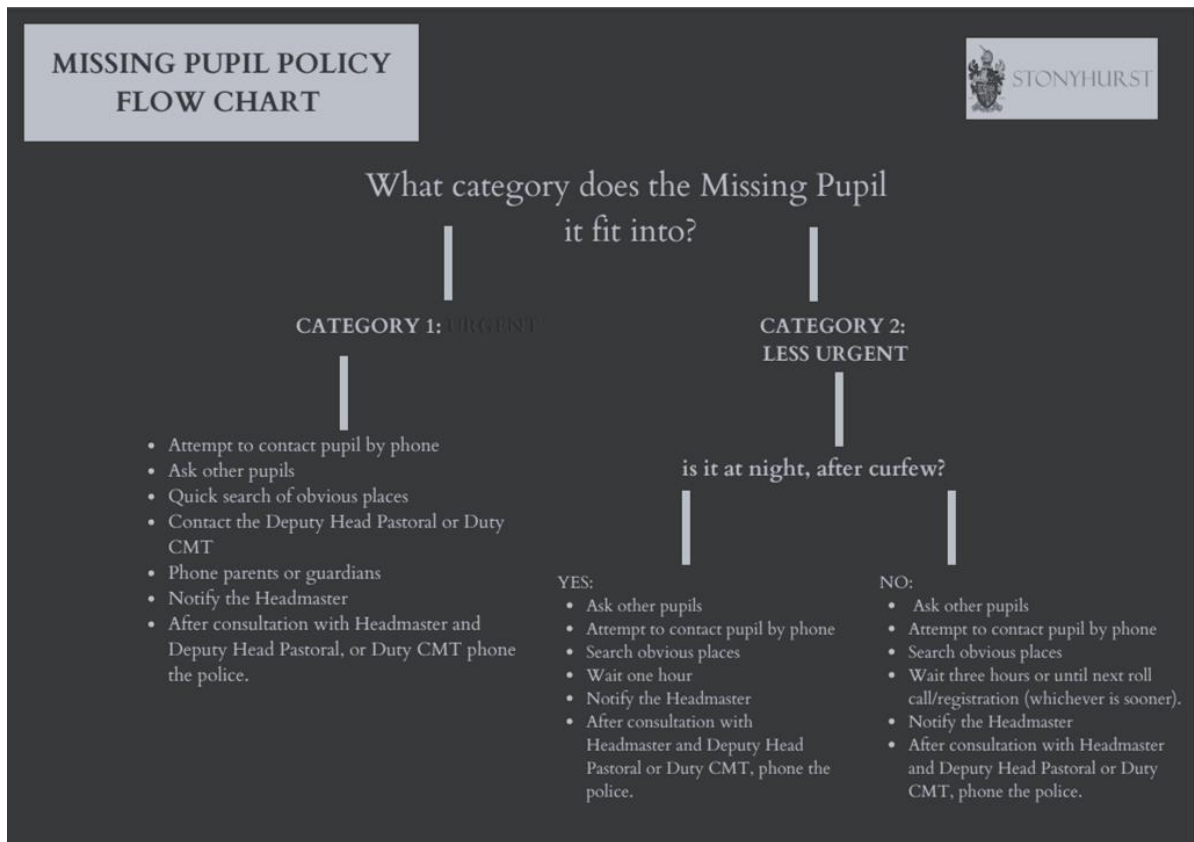 MISSING PUPIL POLICY
FLOW CHART
STONYHURST
What category does the Missing Pupil
it fit into?
CATEGORY 1: URGENT
• Attempt to contact pupil by phone
• Ask other pupils
• Quick search of obvious places
• Contact the Deputy Head Pastoral or Duty
CMT
• Phone parents or guardians
• Notify the Headmaster
• After consultation with Headmaster and
Deputy Head Pastoral, or Duty CMT phone
the police.
CATEGORY 2:
LESS URGENT
is it at night, after curfew?
YES:
• Ask other pupils
• Attempt to contact pupil by phone
• Search obvious places
• Wait one hour
• Notify the Headmaster
• After consultation with
Headmaster and Deputy Head
Pastoral or Duty CMT, phone the
police.
NO:
• Ask other pupils
• Attempt to contact pupil by phone
• Search obvious places
• Wait three hours or until next roll
call/registration (whichever is sooner).
• Notify the Headmaster
• After consultation with Headmaster
and Deputy Head Pastoral or Duty
CMT, phone the police.